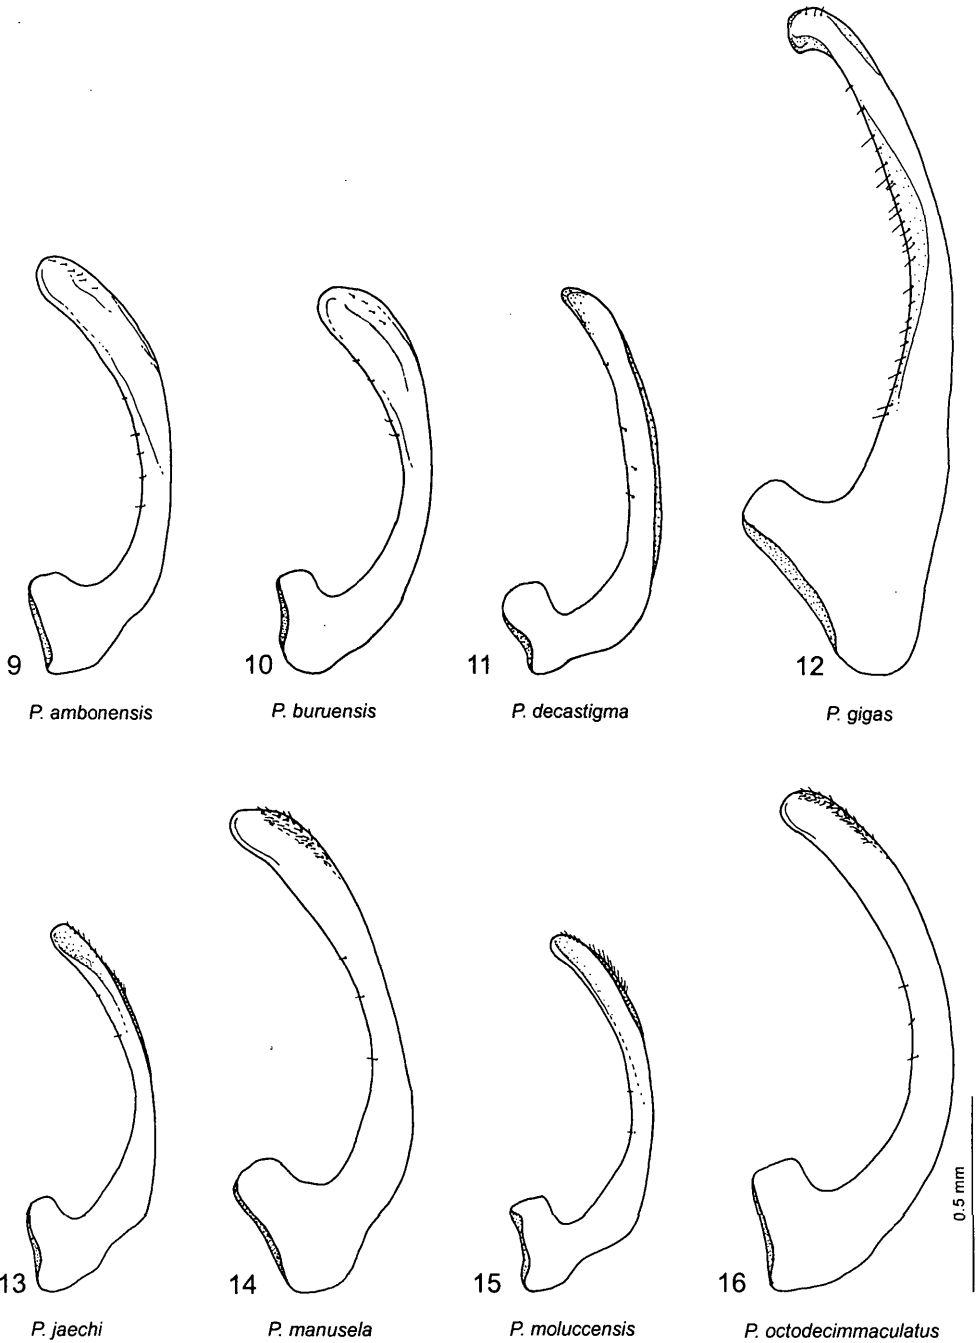 9
10
11
12
P. ambonensis
P. buruensis
P. decastigma
P. gigas
0.5 mm
13
14
15
16
P. jaechi
P. manusela
P. moluccensis
P. octodecimmaculatus